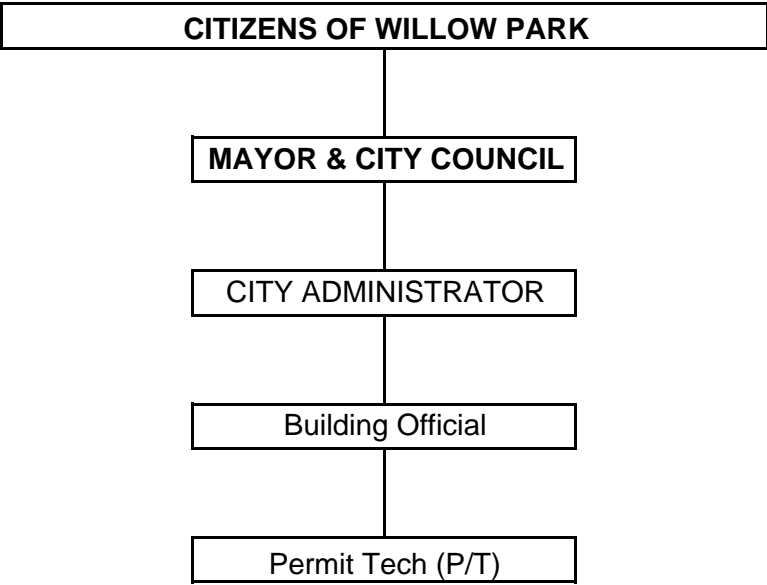 CITIZENS OF WILLOW PARK
MAYOR & CITY COUNCIL
CITY ADMINISTRATOR
Building Official
Permit Tech (P/T)